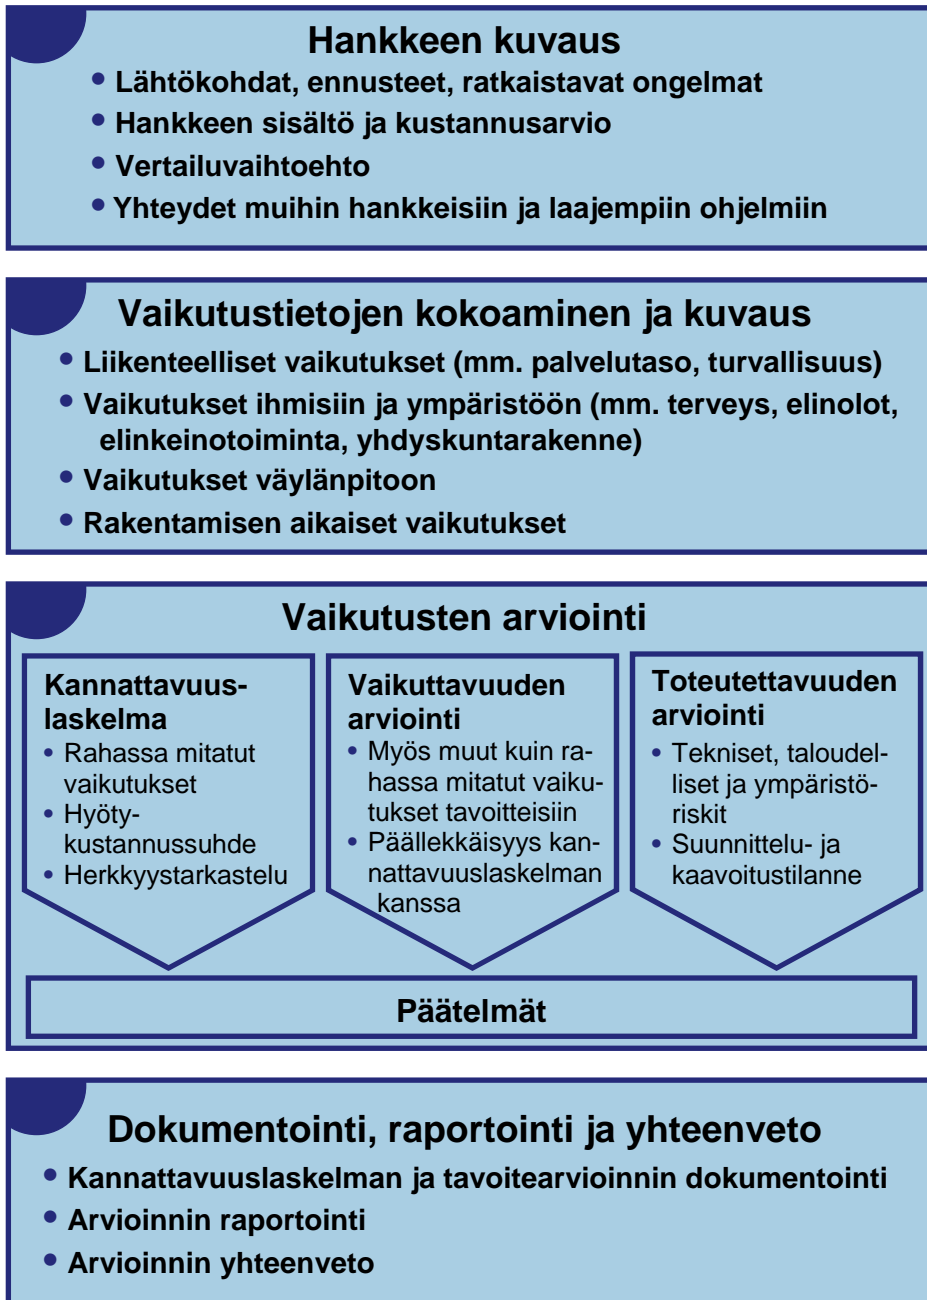 Hankkeen kuvaus
• Lähtökohdat, ennusteet, ratkaistavat ongelmat
• Hankkeen sisältö ja kustannusarvio
• Vertailuvaihtoehto
• Yhteydet muihin hankkeisiin ja laajempiin ohjelmiin
Vaikutustietojen kokoaminen ja kuvaus
• Liikenteelliset vaikutukset (mm. palvelutaso, turvallisuus)
• Vaikutukset ihmisiin ja ympäristöön (mm. terveys, elinolot,
elinkeinotoiminta, yhdyskuntarakenne)
• Vaikutukset väylänpitoon
• Rakentamisen aikaiset vaikutukset
Vaikutusten arviointi
Kannattavuus-
laskelma
• Rahassa mitatut
vaikutukset
• Hyöty-
kustannussuhde
• Herkkyystarkastelu
Vaikuttavuuden
arviointi
• Myös muut kuin ra-
hassa mitatut vaiku-
tukset tavoitteisiin
• Päällekkäisyys kan-
nattavuuslaskelman
kanssa
Toteutettavuuden
arviointi
• Tekniset, taloudel-
liset ja ympäristö-
riskit
• Suunnittelu- ja
kaavoitustilanne
Päätelmät
Dokumentointi, raportointi ja yhteenveto
• Kannattavuuslaskelman ja tavoitearvioinnin dokumentointi
• Arvioinnin raportointi
• Arvioinnin yhteenveto